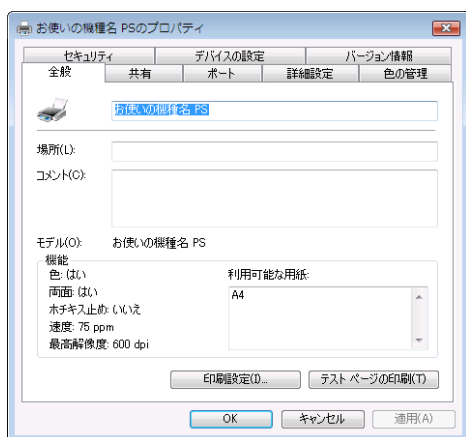 お使いの機種名 PSのプロパティ
セキュリティ デバイスの設定 バージョン情報
全般 共有 ポート 詳細設定 色の管理
お使いの機種名 PS
場所(L):
コメント(C):
モデル(O): お使いの機種名 PS
機能
色: はい 利用可能な用紙:
両面: はい A4
ホチキス止め: いいえ
速度: 75 ppm
最高解像度: 600 dpi
印刷設定(I)... テスト ページの印刷(T)
OK キャンセル 適用(A)